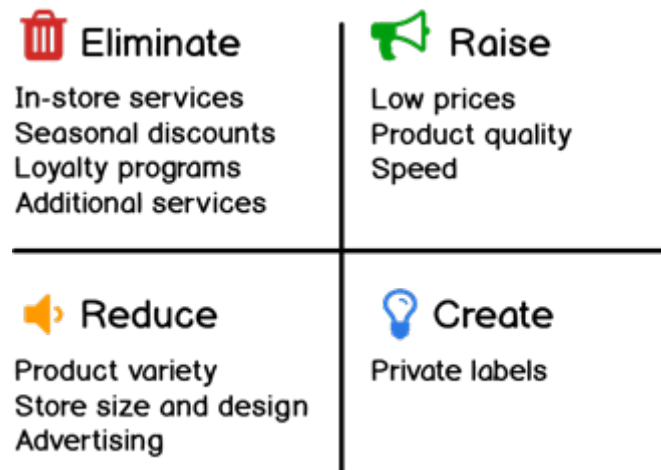 Eliminate
In-store services
Seasonal discounts
Loyalty programs
Additional services
Raise
Low prices
Product quality
Speed
Reduce
Product variety
Store size and design
Advertising
Create
Private labels